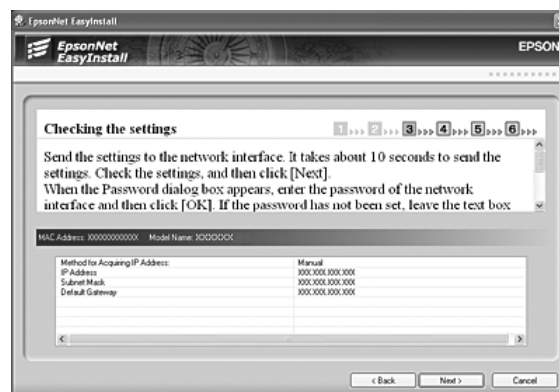 EpsonNet EasyInstall
EpsonNet
EasyInstall
EPSON
Checking the settings
1 2 3 4 5 6
Send the settings to the network interface. It takes about 10 seconds to send the
settings. Check the settings, and then click [Next].
When the Password dialog box appears, enter the password of the network
interface and then click [OK]. If the password has not been set, leave the text box
MAC Address: XXXXXXXXXXXX Model Name: XXXXXXX
Method for Acquiring IP Address: Manual
IP Address XXX.XXX.XXX.XXX
Subnet Mask XXX.XXX.XXX.XXX
Default Gateway XXX.XXX.XXX.XXX
< Back Next > Cancel